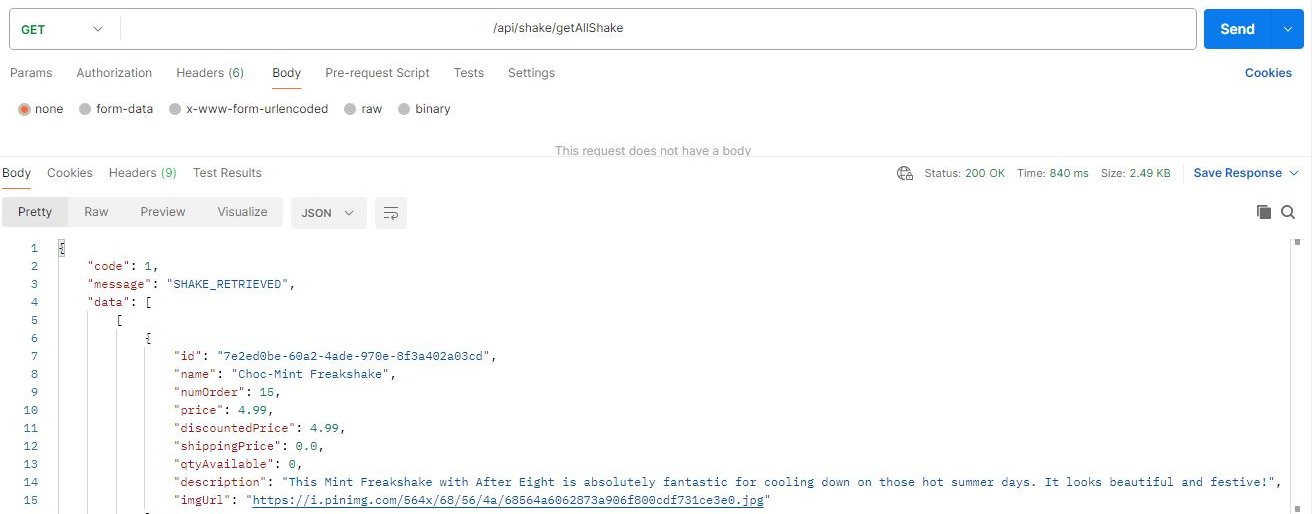 GET /api/shake/getAllShake Send
Params Authorization Headers (6) Body Pre-request Script Tests Settings Cookies
none form-data x-www-form-urlencoded raw binary
This request does not have a body
Body Cookies Headers (9) Test Results Status: 200 OK Time: 840 ms Size: 2.49 KB Save Response
Pretty Raw Preview Visualize JSON
1 {
2 "code": 1,
3 "message": "SHAKE_RETRIEVED",
4 "data": [
5 [
6 {
7 "id": "7e2ed0be-60a2-4ade-970e-8f3a402a03cd",
8 "name": "Choc-Mint Freakshake",
9 "numOrder": 15,
10 "price": 4.99,
11 "discountedPrice": 4.99,
12 "shippingPrice": 0.0,
13 "qtyAvailable": 0,
14 "description": "This Mint Freakshake with After Eight is absolutely fantastic for cooling down on those hot summer days. It looks beautiful and festive!",
15 "imgUrl": "https://i.pinimg.com/564x/68/56/4a/68564a6062873a906f800cdf731ce3e0.jpg"